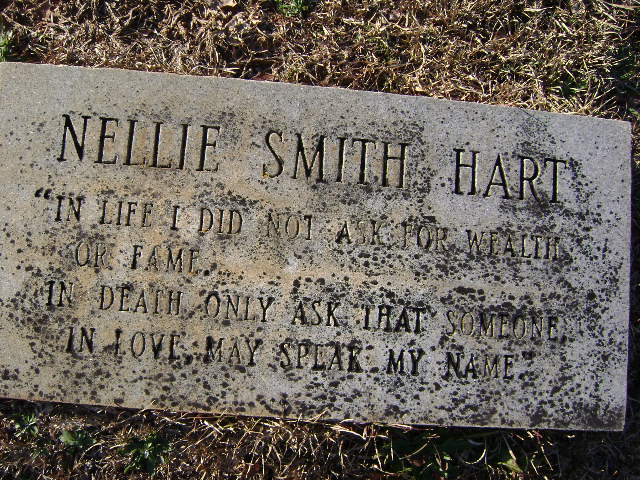 NELLIE SMITH HART
"IN LIFE I DID NOT ASK FOR WEALTH
OR FAME.
IN DEATH ONLY ASK THAT SOMEONE,
IN LOVE, MAY SPEAK MY NAME"